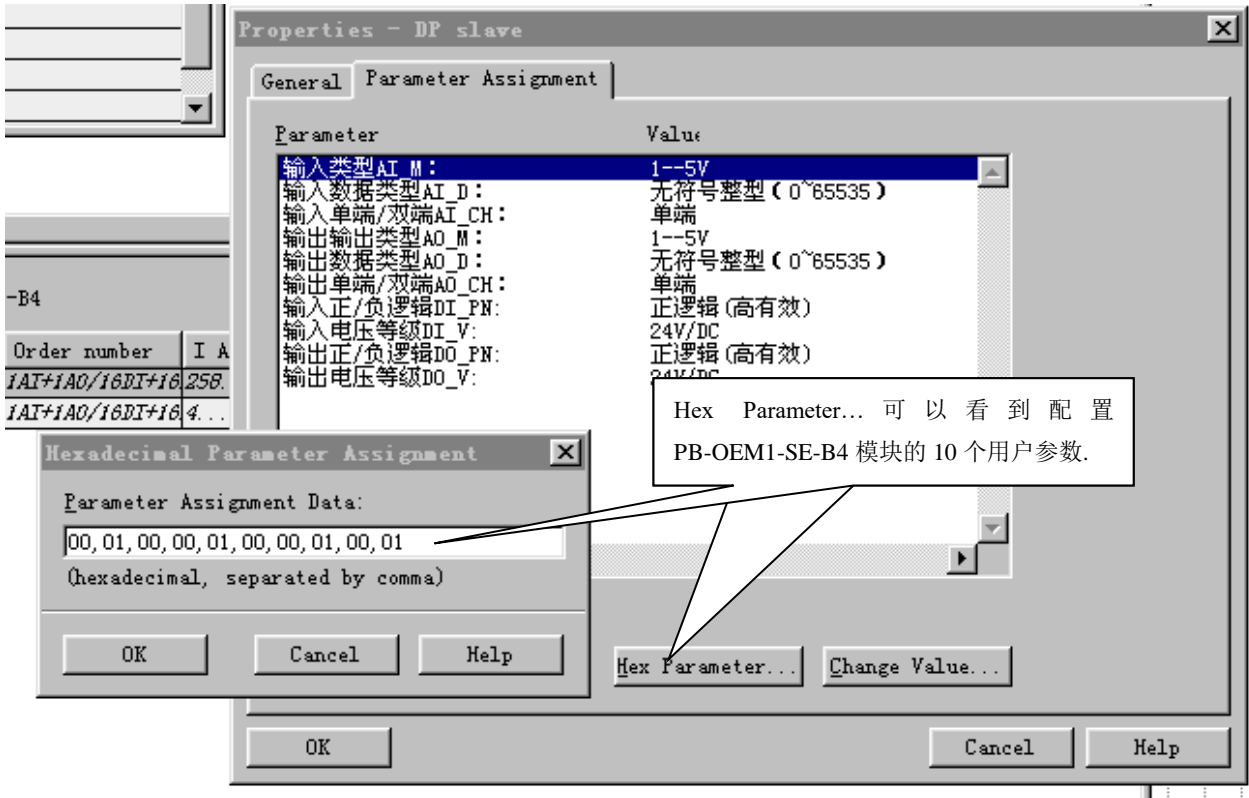 Properties - DP slave
General
Parameter Assignment
Parameter Value
输入类型AI_M： 1--5V
输入数据类型AI_D： 无符号整型(0~65535)
输入单端/双端AI_CH： 单端
输出输出类型AO_M： 1--5V
输出数据类型AO_D： 无符号整型(0~65535)
输出单端/双端AO_CH： 单端
输入正/负逻辑DI_PN: 正逻辑(高有效)
输入电压等级DI_V: 24V/DC
输出正/负逻辑DO_PN: 正逻辑(高有效)
输出电压等级DO_V: 24V/DC
-B4
Order number I A
1AI+1AO/16DI+16 258.
1AI+1AO/16DI+16 4...
Hex Parameter… 可以看到配置
PB-OEM1-SE-B4 模块的 10 个用户参数.
Hexadecimal Parameter Assignment
Parameter Assignment Data:
00,01,00,00,01,00,00,01,00,01
(hexadecimal, separated by comma)
OK Cancel Help
Hex Parameter... Change Value...
OK Cancel Help